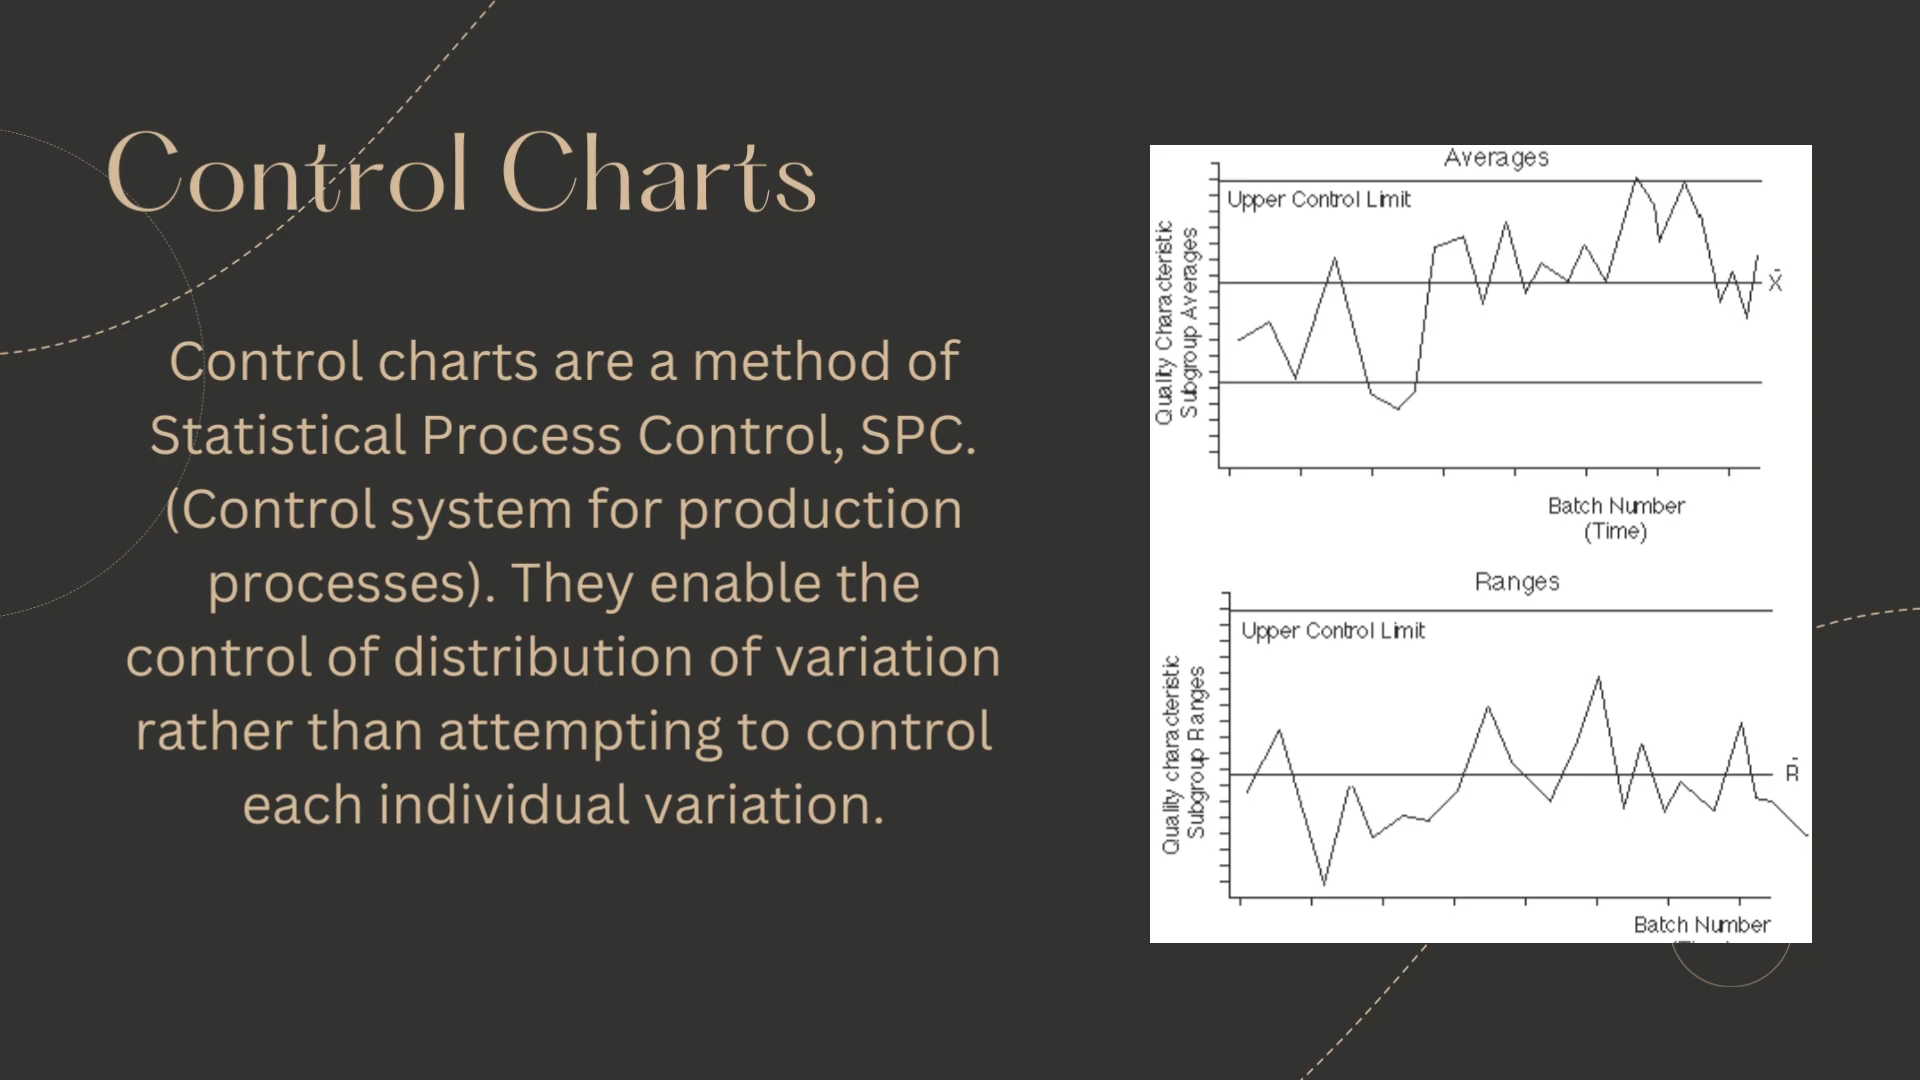 Control Charts
Control charts are a method of
Statistical Process Control, SPC.
(Control system for production
processes). They enable the
control of distribution of variation
rather than attempting to control
each individual variation.
Averages
Upper Control Limit
Quality Characteristic
Subgroup Averages
X̄
Batch Number
(Time)
Ranges
Upper Control Limit
Quality characteristic
Subgroup Ranges
R̄
Batch Number